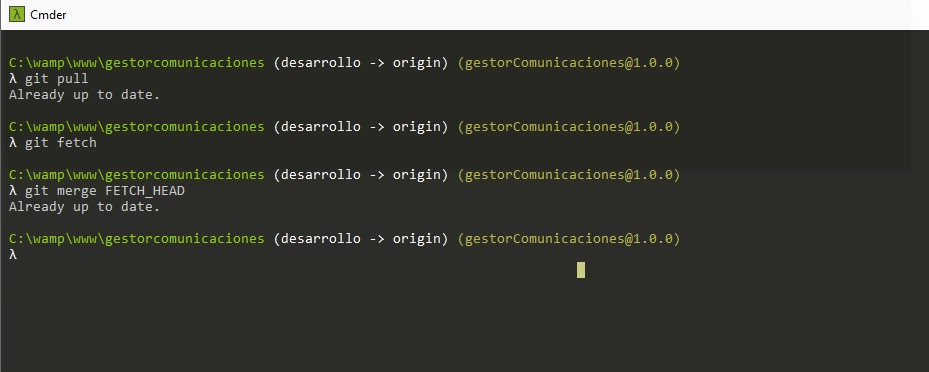 λ Cmder
C:\wamp\www\gestorcomunicaciones (desarrollo -> origin) (gestorComunicaciones@1.0.0)
λ git pull
Already up to date.
C:\wamp\www\gestorcomunicaciones (desarrollo -> origin) (gestorComunicaciones@1.0.0)
λ git fetch
C:\wamp\www\gestorcomunicaciones (desarrollo -> origin) (gestorComunicaciones@1.0.0)
λ git merge FETCH_HEAD
Already up to date.
C:\wamp\www\gestorcomunicaciones (desarrollo -> origin) (gestorComunicaciones@1.0.0)
λ